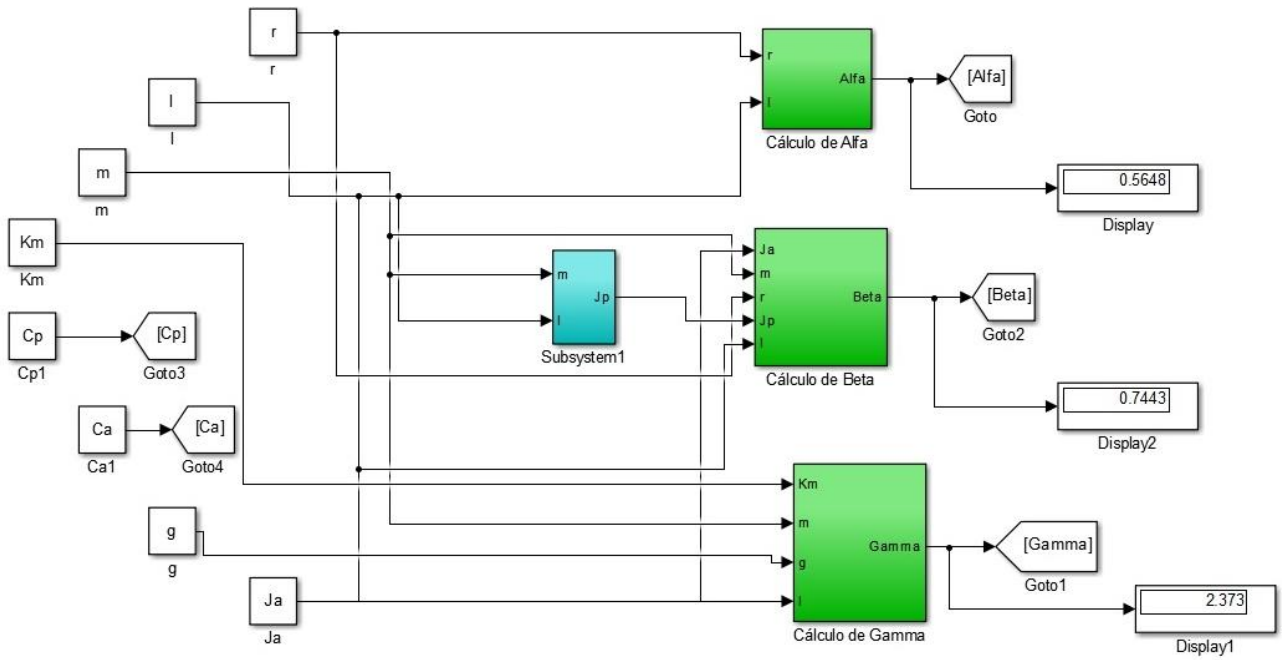 r
r
l
l
m
m
Km
Km
Cp
Cp1
[Cp]
Goto3
Ca
Ca1
[Ca]
Goto4
g
g
Ja
Ja
m
l
Jp
Subsystem1
r
l
Alfa
Cálculo de Alfa
[Alfa]
Goto
0.5648
Display
Ja
m
r
Jp
l
Beta
Cálculo de Beta
[Beta]
Goto2
0.7443
Display2
Km
m
g
l
Gamma
Cálculo de Gamma
[Gamma]
Goto1
2.373
Display1